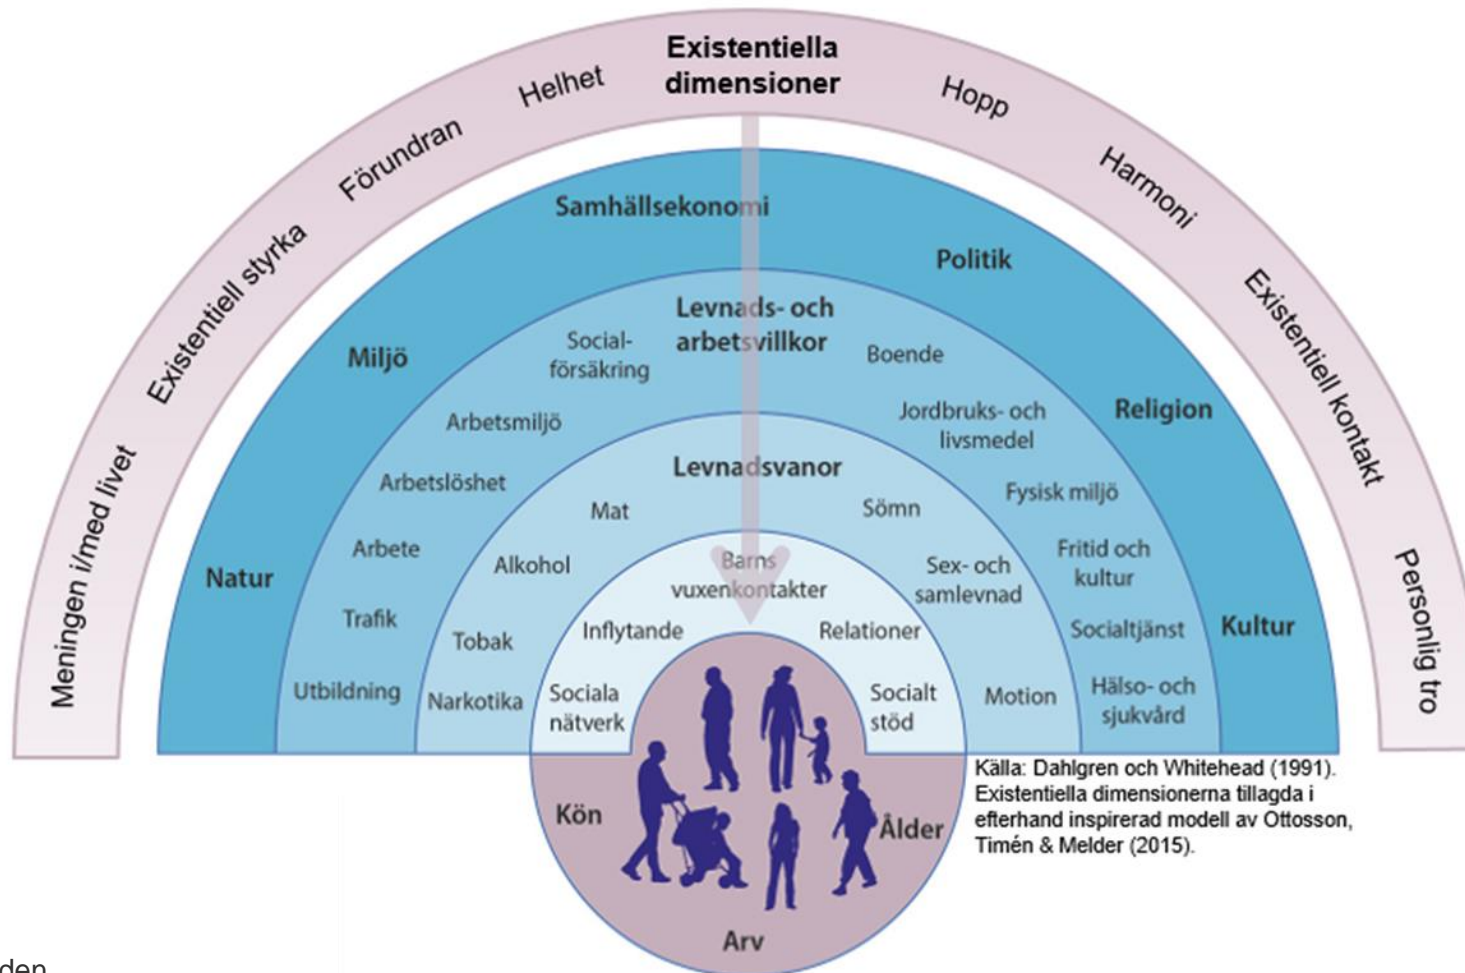 Existentiella
dimensioner
Meningen i/med livet
Existentiell styrka
Förundran
Helhet
Hopp
Harmoni
Existentiell kontakt
Personlig tro
Natur
Miljö
Samhällsekonomi
Politik
Religion
Kultur
Levnads- och
arbetsvillkor
Utbildning
Trafik
Arbete
Arbetslöshet
Arbetsmiljö
Social-
försäkring
Boende
Jordbruks- och
livsmedel
Fysisk miljö
Fritid och
kultur
Socialtjänst
Hälso- och
sjukvård
Levnadsvanor
Narkotika
Tobak
Alkohol
Mat
Sömn
Sex- och
samlevnad
Motion
Sociala
nätverk
Inflytande
Barns
vuxenkontakter
Relationer
Socialt
stöd
Kön
Ålder
Arv
Källa: Dahlgren och Whitehead (1991).
Existentiella dimensionerna tillagda i
efterhand inspirerad modell av Ottosson,
Timén & Melder (2015).